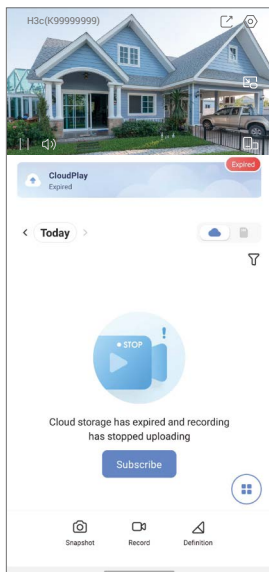 H3c(K99999999)
Expired
CloudPlay
Expired
Today
STOP
Cloud storage has expired and recording
has stopped uploading
Subscribe
Snapshot
Record
Definition